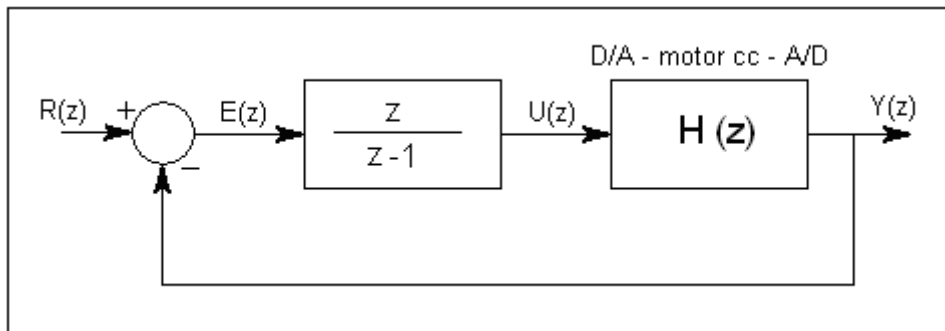 D/A - motor cc - A/D
R(z)
+
E(z)
z
z - 1
U(z)
H (z)
Y(z)
−